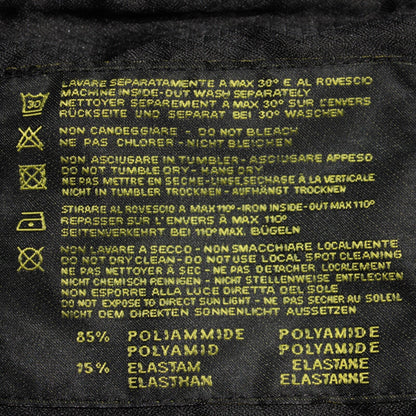 LAVARE SEPARATAMENTE A MAX 30° E AL ROVESCIO
MACHINE INSIDE-OUT WASH SEPARATELY
NETTOYER SEPAREMENT A MAX 30° SUR L'ENVERS
RÜCKSEITE UND SEPARAT BEI 30° WASCHEN
30
NON CANDEGGIARE - DO NOT BLEACH
NE PAS CHLORER - NICHT BLEICHEN
NON ASCIUGARE IN TUMBLER - ASCIUGARE APPESO
DO NOT TUMBLE DRY - HANG DRY
NE PAS METTRE EN SECHE - LINGE SECHAGE À LA VERTICALE
NICHT IN TUMBLER TROCKNEN - AUFHÄNGT TROCKNEN
STIRARE AL ROVESCIO A MAX 110° - IRON INSIDE-OUT MAX 110°
REPASSER SUR L'ENVERS A MAX 110°
SEITENVERKEHRT BEI 110° MAX. BÜGELN
NON LAVARE A SECCO - NON SMACCHIARE LOCALMENTE
DO NOT DRY CLEAN - DO NOT USE LOCAL SPOT CLEANING
NE PAS NETTOYER À SEC - NE PAS DETACHER LOCALEMENT
NICHT CHEMISCH REINIGEN - NICHT STELLENWEISE ENTFLECKEN
NON ESPORRE ALLA LUCE DIRETTA DEL SOLE
DO NOT EXPOSE TO DIRECT SUN LIGHT - NE PAS SECHER AU SOLEIL
NICHT DEM DIREKTEN SONNENLICHT AUSSETZEN
85% POLIAMMIDE POLYAMIDE
POLYAMID POLYAMIDE
15% ELASTAM ELASTANE
ELASTHAN ELASTANNE